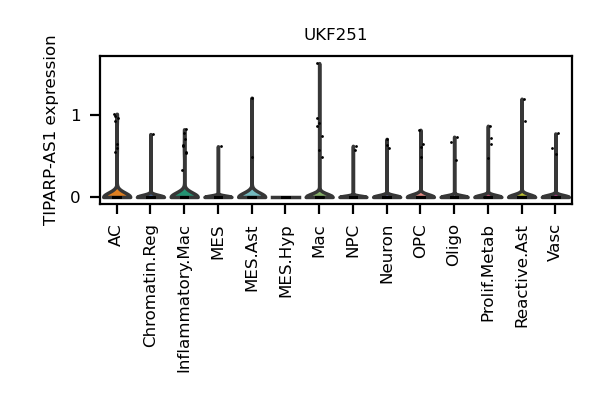 UKF251
TIPARP-AS1 expression
1
0
AC
Chromatin.Reg
Inflammatory.Mac
MES
MES.Ast
MES.Hyp
Mac
NPC
Neuron
OPC
Oligo
Prolif.Metab
Reactive.Ast
Vasc